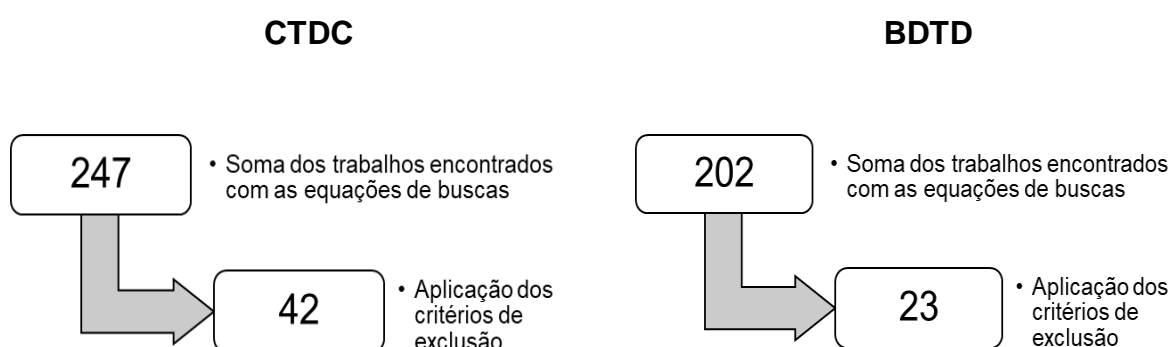 CTDC
247
• Soma dos trabalhos encontrados
com as equações de buscas
42
• Aplicação dos
critérios de
exclusão
BDTD
202
• Soma dos trabalhos encontrados
com as equações de buscas
23
• Aplicação dos
critérios de
exclusão